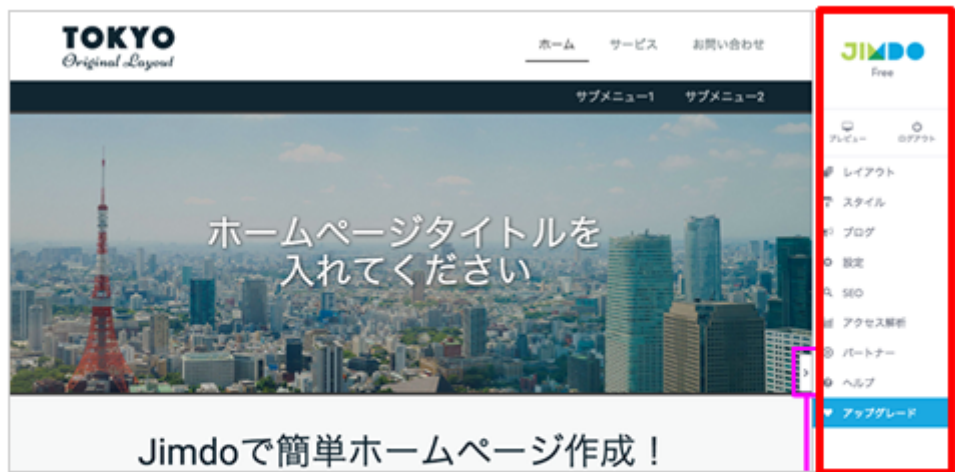 TOKYO
Original Layout
ホーム サービス お問い合わせ
サブメニュー1 サブメニュー2
ホームページタイトルを
入れてください
Jimdoで簡単ホームページ作成！
JIMDO
Free
プレビュー ログアウト
レイアウト
スタイル
ブログ
設定
SEO
アクセス解析
パートナー
ヘルプ
アップグレード